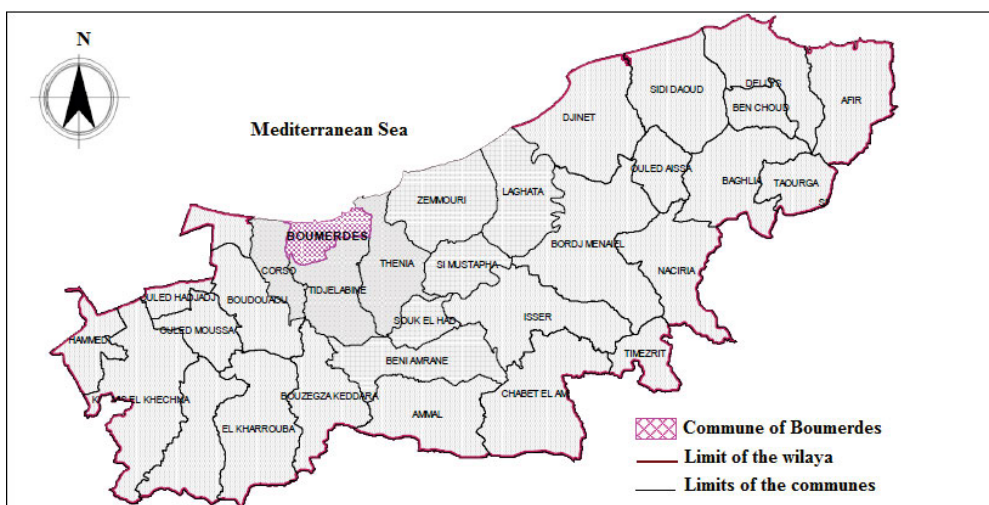 N
Mediterranean Sea
DELLYS
SIDI DAOUD
AFIR
BEN CHOUD
DJINET
OULED AISSA
BAGHLIA
TAOURGA
ZEMMOURI
LAGHATA
BOUMERDES
BORDJ MENAIEL
THENIA
SI MUSTAPHA
NACIRIA
CORSO
TIDJELABINE
OULED HADJADJ
BOUDOUAOU
ISSER
SOUK EL HAD
OULED MOUSSA
HAMMEDI
TIMEZRIT
BENI AMRANE
EL KHECHNA
BOUZEGZA KEDDARA
CHABET EL AM
AMMAL
EL KHARROUBA
Commune of Boumerdes
Limit of the wilaya
Limits of the communes